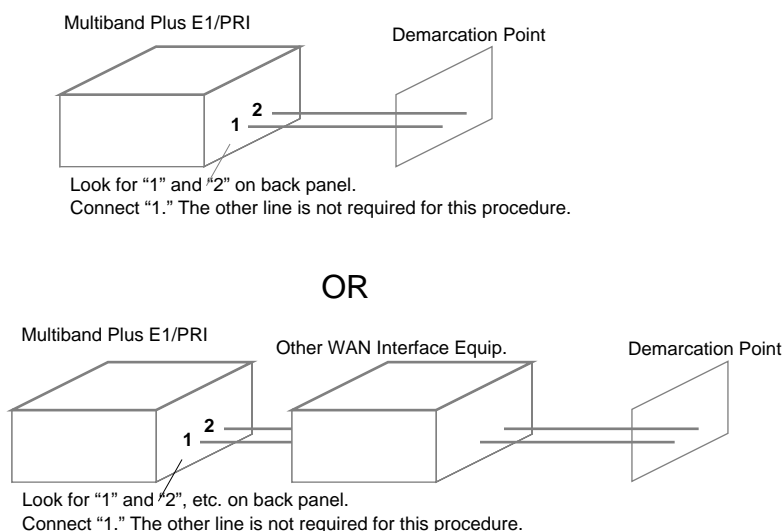 Multiband Plus E1/PRI
Demarcation Point
2
1
Look for “1” and “2” on back panel.
Connect “1.” The other line is not required for this procedure.
OR
Multiband Plus E1/PRI
Other WAN Interface Equip.
Demarcation Point
2
1
Look for “1” and “2”, etc. on back panel.
Connect “1.” The other line is not required for this procedure.